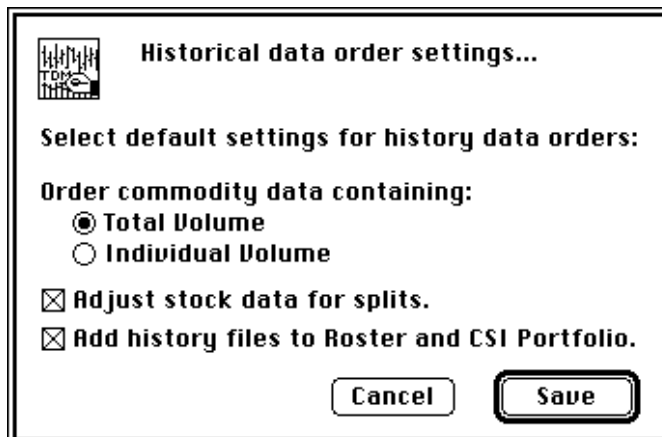 TDM
Historical data order settings...
Select default settings for history data orders:
Order commodity data containing:
Total Volume
Individual Volume
Adjust stock data for splits.
Add history files to Roster and CSI Portfolio.
Cancel
Save